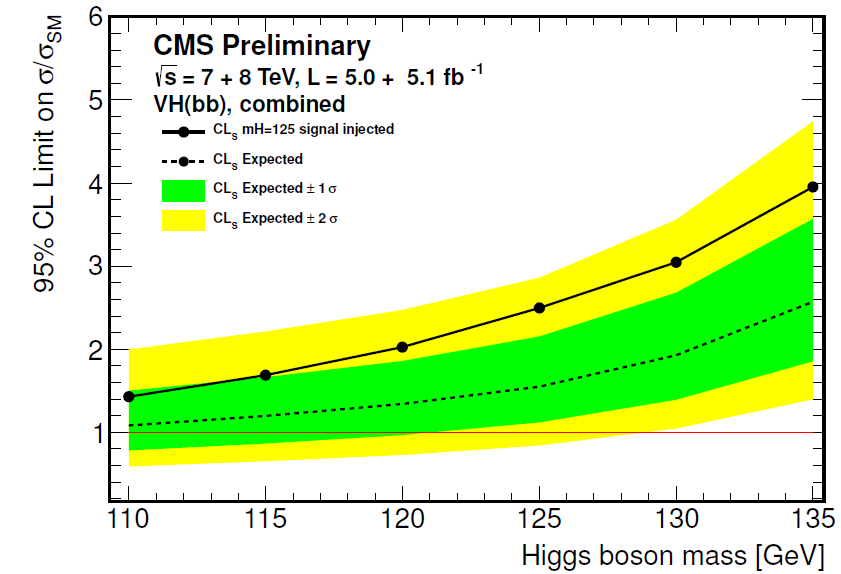 CMS Preliminary
√s = 7 + 8 TeV, L = 5.0 + 5.1 fb -1
VH(bb), combined
CLS mH=125 signal injected
CLS Expected
CLS Expected ± 1 σ
CLS Expected ± 2 σ
95% CL Limit on σ/σSM
6
5
4
3
2
1
110 115 120 125 130 135
Higgs boson mass [GeV]